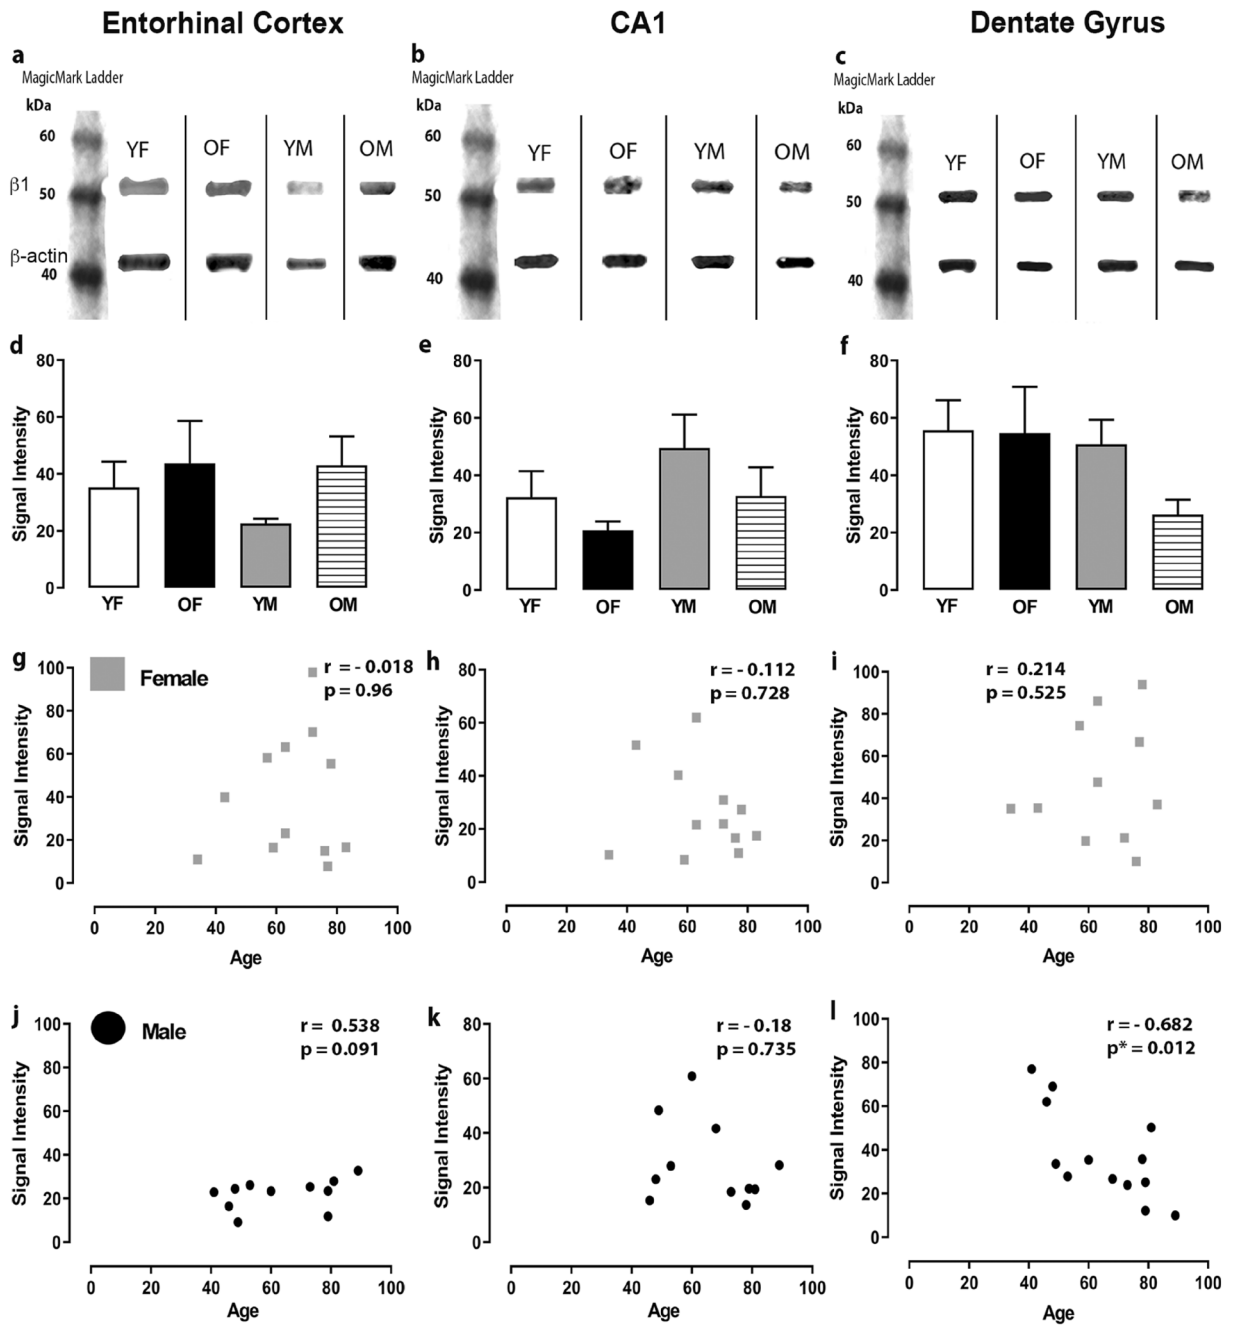 Entorhinal Cortex
CA1
Dentate Gyrus
a
MagicMark Ladder
kDa
60
50
40
β1
β-actin
YF
OF
YM
OM
b
MagicMark Ladder
kDa
60
50
40
YF
OF
YM
OM
c
MagicMark Ladder
kDa
60
50
40
YF
OF
YM
OM
d
Signal Intensity
80
60
40
20
0
YF
OF
YM
OM
e
Signal Intensity
80
60
40
20
0
YF
OF
YM
OM
f
Signal Intensity
80
60
40
20
0
YF
OF
YM
OM
g
Female
r = - 0.018
p = 0.96
Signal Intensity
100
80
60
40
20
0
0 20 40 60 80 100
Age
h
r = - 0.112
p = 0.728
Signal Intensity
80
60
40
20
0
0 20 40 60 80 100
Age
i
r = 0.214
p = 0.525
Signal Intensity
100
80
60
40
20
0
0 20 40 60 80 100
Age
j
Male
r = 0.538
p = 0.091
Signal Intensity
100
80
60
40
20
0
0 20 40 60 80 100
Age
k
r = - 0.18
p = 0.735
Signal Intensity
80
60
40
20
0
0 20 40 60 80 100
Age
l
r = - 0.682
p* = 0.012
Signal Intensity
100
80
60
40
20
0
0 20 40 60 80 100
Age